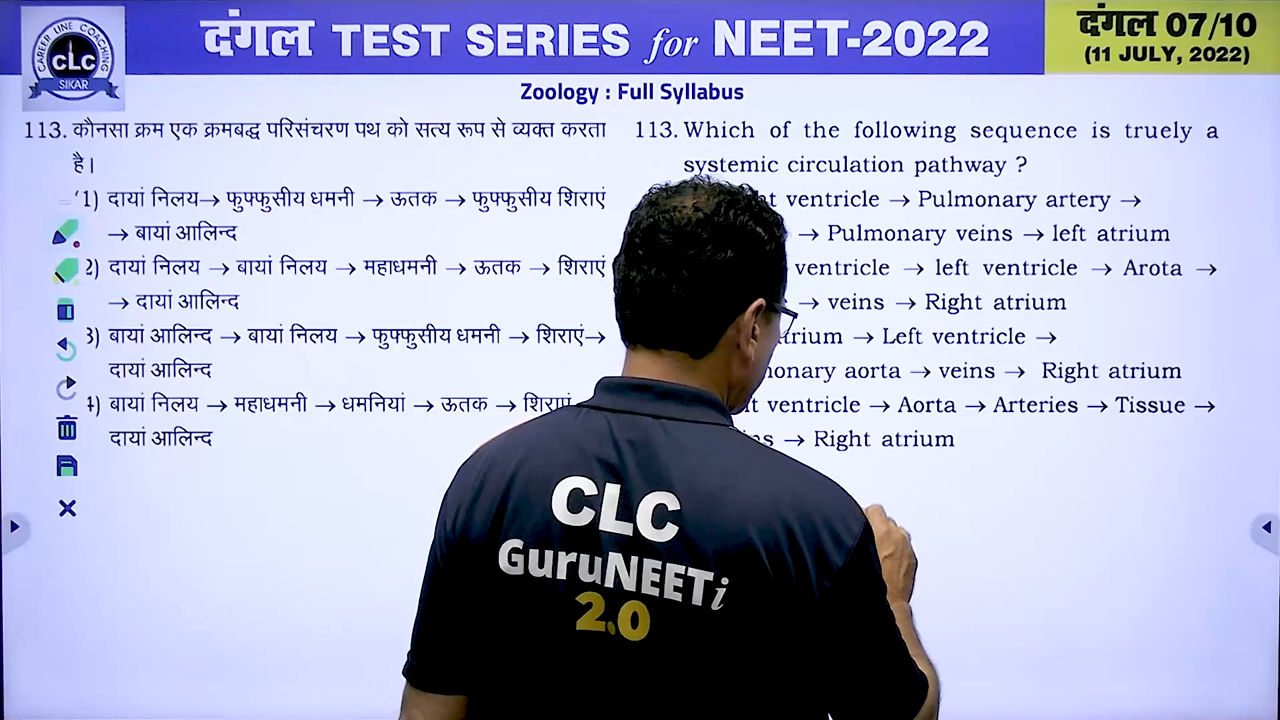 CAREER LINE COACHING
CLC
SIKAR
दंगल TEST SERIES for NEET-2022
दंगल 07/10
(11 JULY, 2022)
Zoology : Full Syllabus
113. कौनसा क्रम एक क्रमबद्ध परिसंचरण पथ को सत्य रूप से व्यक्त करता
है।
1) दायां निलय→ फुफ्फुसीय धमनी → ऊतक → फुफ्फुसीय शिराएं
→ बायां आलिन्द
2) दायां निलय → बायां निलय → महाधमनी → ऊतक → शिराएं
→ दायां आलिन्द
3) बायां आलिन्द → बायां निलय → फुफ्फुसीय धमनी → शिराएं→
दायां आलिन्द
4) बायां निलय → महाधमनी → धमनियां → ऊतक → शिराएं
दायां आलिन्द
113. Which of the following sequence is truely a
systemic circulation pathway ?
ventricle → Pulmonary artery →
→ Pulmonary veins → left atrium
ventricle → left ventricle → Arota →
→ veins → Right atrium
→ Left ventricle →
aorta → veins → Right atrium
ventricle → Aorta → Arteries → Tissue →
→ Right atrium
CLC
GuruNEETi
2.0